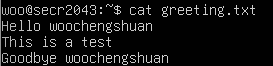 woo@secr2043:~$ cat greeting.txt
Hello woochengshuan
This is a test
Goodbye woochengshuan